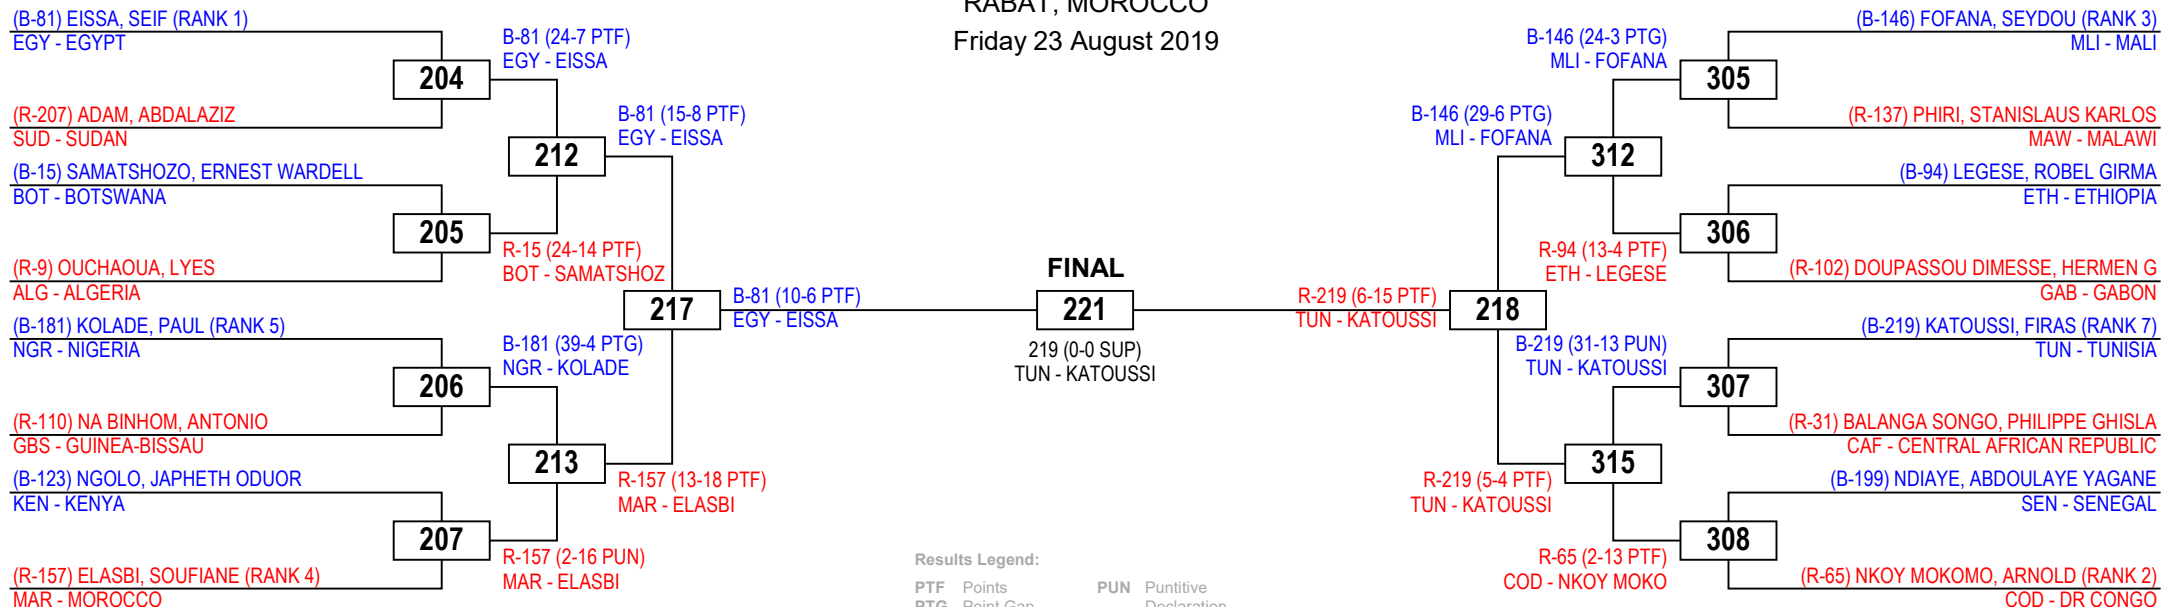 RABAT, MOROCCO
Friday 23 August 2019
(B-81) EISSA, SEIF (RANK 1)
EGY - EGYPT
204
(R-207) ADAM, ABDALAZIZ
SUD - SUDAN
(B-15) SAMATSHOZO, ERNEST WARDELL
BOT - BOTSWANA
205
(R-9) OUCHAOUA, LYES
ALG - ALGERIA
(B-181) KOLADE, PAUL (RANK 5)
NGR - NIGERIA
206
(R-110) NA BINHOM, ANTONIO
GBS - GUINEA-BISSAU
(B-123) NGOLO, JAPHETH ODUOR
KEN - KENYA
207
(R-157) ELASBI, SOUFIANE (RANK 4)
MAR - MOROCCO
B-81 (24-7 PTF)
EGY - EISSA
212
R-15 (24-14 PTF)
BOT - SAMATSHOZ
B-181 (39-4 PTG)
NGR - KOLADE
213
R-157 (2-16 PUN)
MAR - ELASBI
B-81 (15-8 PTF)
EGY - EISSA
217
R-157 (13-18 PTF)
MAR - ELASBI
B-81 (10-6 PTF)
EGY - EISSA
FINAL
221
219 (0-0 SUP)
TUN - KATOUSSI
R-219 (6-15 PTF)
TUN - KATOUSSI
218
B-146 (29-6 PTG)
MLI - FOFANA
R-219 (5-4 PTF)
TUN - KATOUSSI
B-146 (24-3 PTG)
MLI - FOFANA
312
R-94 (13-4 PTF)
ETH - LEGESE
B-219 (31-13 PUN)
TUN - KATOUSSI
315
R-65 (2-13 PTF)
COD - NKOY MOKO
(B-146) FOFANA, SEYDOU (RANK 3)
MLI - MALI
305
(R-137) PHIRI, STANISLAUS KARLOS
MAW - MALAWI
(B-94) LEGESE, ROBEL GIRMA
ETH - ETHIOPIA
306
(R-102) DOUPASSOU DIMESSE, HERMEN G
GAB - GABON
(B-219) KATOUSSI, FIRAS (RANK 7)
TUN - TUNISIA
307
(R-31) BALANGA SONGO, PHILIPPE GHISLA
CAF - CENTRAL AFRICAN REPUBLIC
(B-199) NDIAYE, ABDOULAYE YAGANE
SEN - SENEGAL
308
(R-65) NKOY MOKOMO, ARNOLD (RANK 2)
COD - DR CONGO
Results Legend:
PTF Points PUN Puntitive
PTG Point Gap Declaration